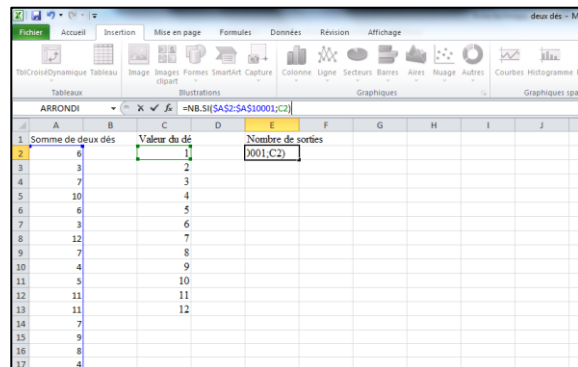 deux dés - M
Fichier Accueil Insertion Mise en page Formules Données Révision Affichage
TblCroiséDynamique Tableau Image Images clipart Formes SmartArt Capture Colonne Ligne Secteurs Barres Aires Nuage Autres Courbes Histogramme
Tableaux Illustrations Graphiques Graphiques spa
ARRONDI fx =NB.SI($A$2:$A$10001;C2)
A B C D E F G H I J
1 Somme de deux dés Valeur du dé Nombre de sorties
2 6 1 0001;C2)
3 3 2
4 7 3
5 10 4
6 6 5
7 3 6
8 12 7
9 7 8
10 4 9
11 5 10
12 11 11
13 11 12
14 7
15 9
16 8
17 4